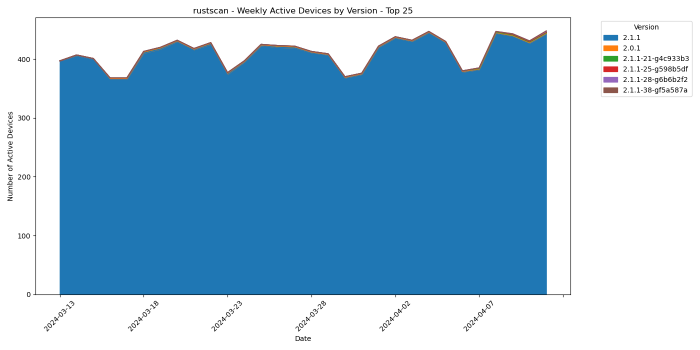 rustscan - Weekly Active Devices by Version - Top 25
Number of Active Devices
400
300
200
100
0
2024-03-13
2024-03-18
2024-03-23
2024-03-28
2024-04-02
2024-04-07
Date
Version
2.1.1
2.0.1
2.1.1-21-g4c933b3
2.1.1-25-g598b5df
2.1.1-28-g6b6b2f2
2.1.1-38-gf5a587a